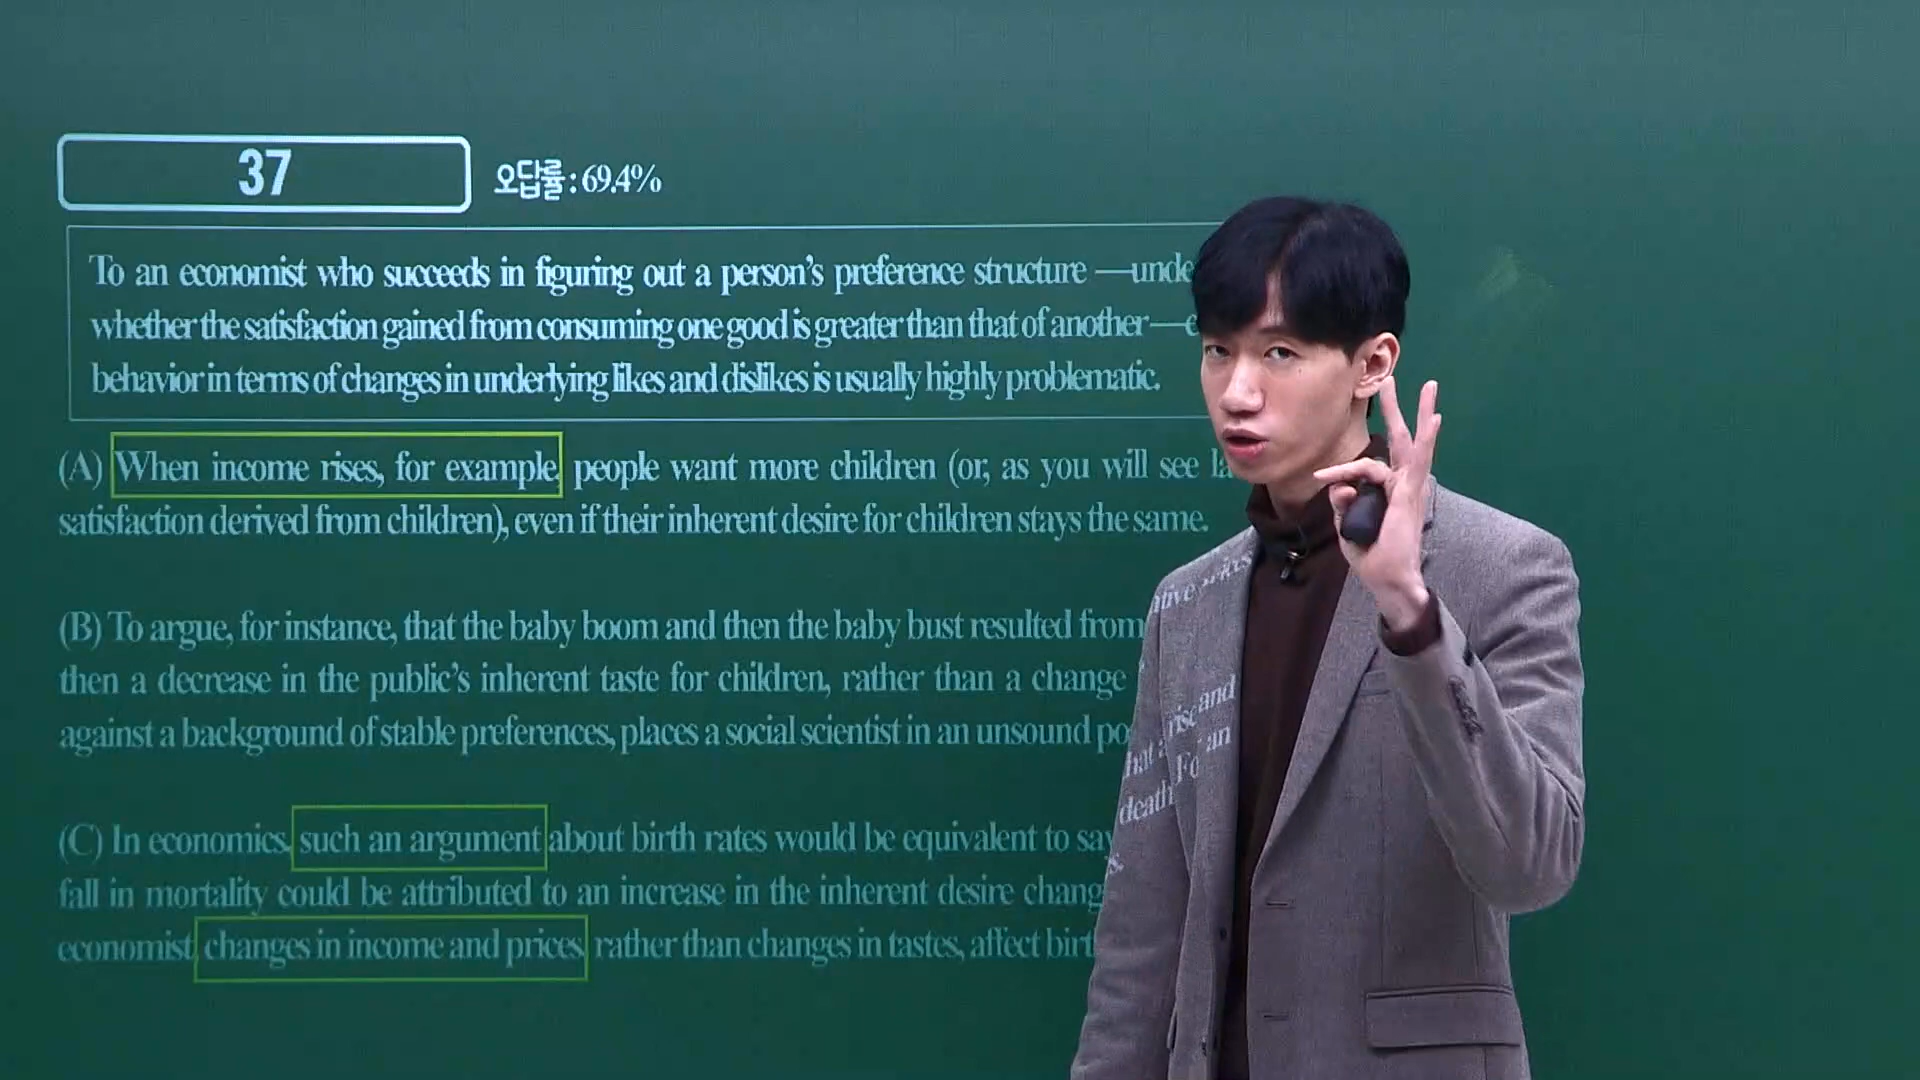 37
오답률 : 69.4%
To an economist who succeeds in figuring out a person's preference structure —unde
whether the satisfaction gained from consuming one good is greater than that of another—
behavior in terms of changes in underlying likes and dislikes is usually highly problematic.
(A) When income rises, for example, people want more children (or, as you will see
satisfaction derived from children), even if their inherent desire for children stays the same.
(B) To argue, for instance, that the baby boom and then the baby bust resulted from
then a decrease in the public's inherent taste for children, rather than a change
against a background of stable preferences, places a social scientist in an unsound
(C) In economics, such an argument about birth rates would be equivalent to say
rise and
fall in mortality could be attributed to an increase in the inherent desire chang
death For an
economist, changes in income and prices, rather than changes in tastes, affect